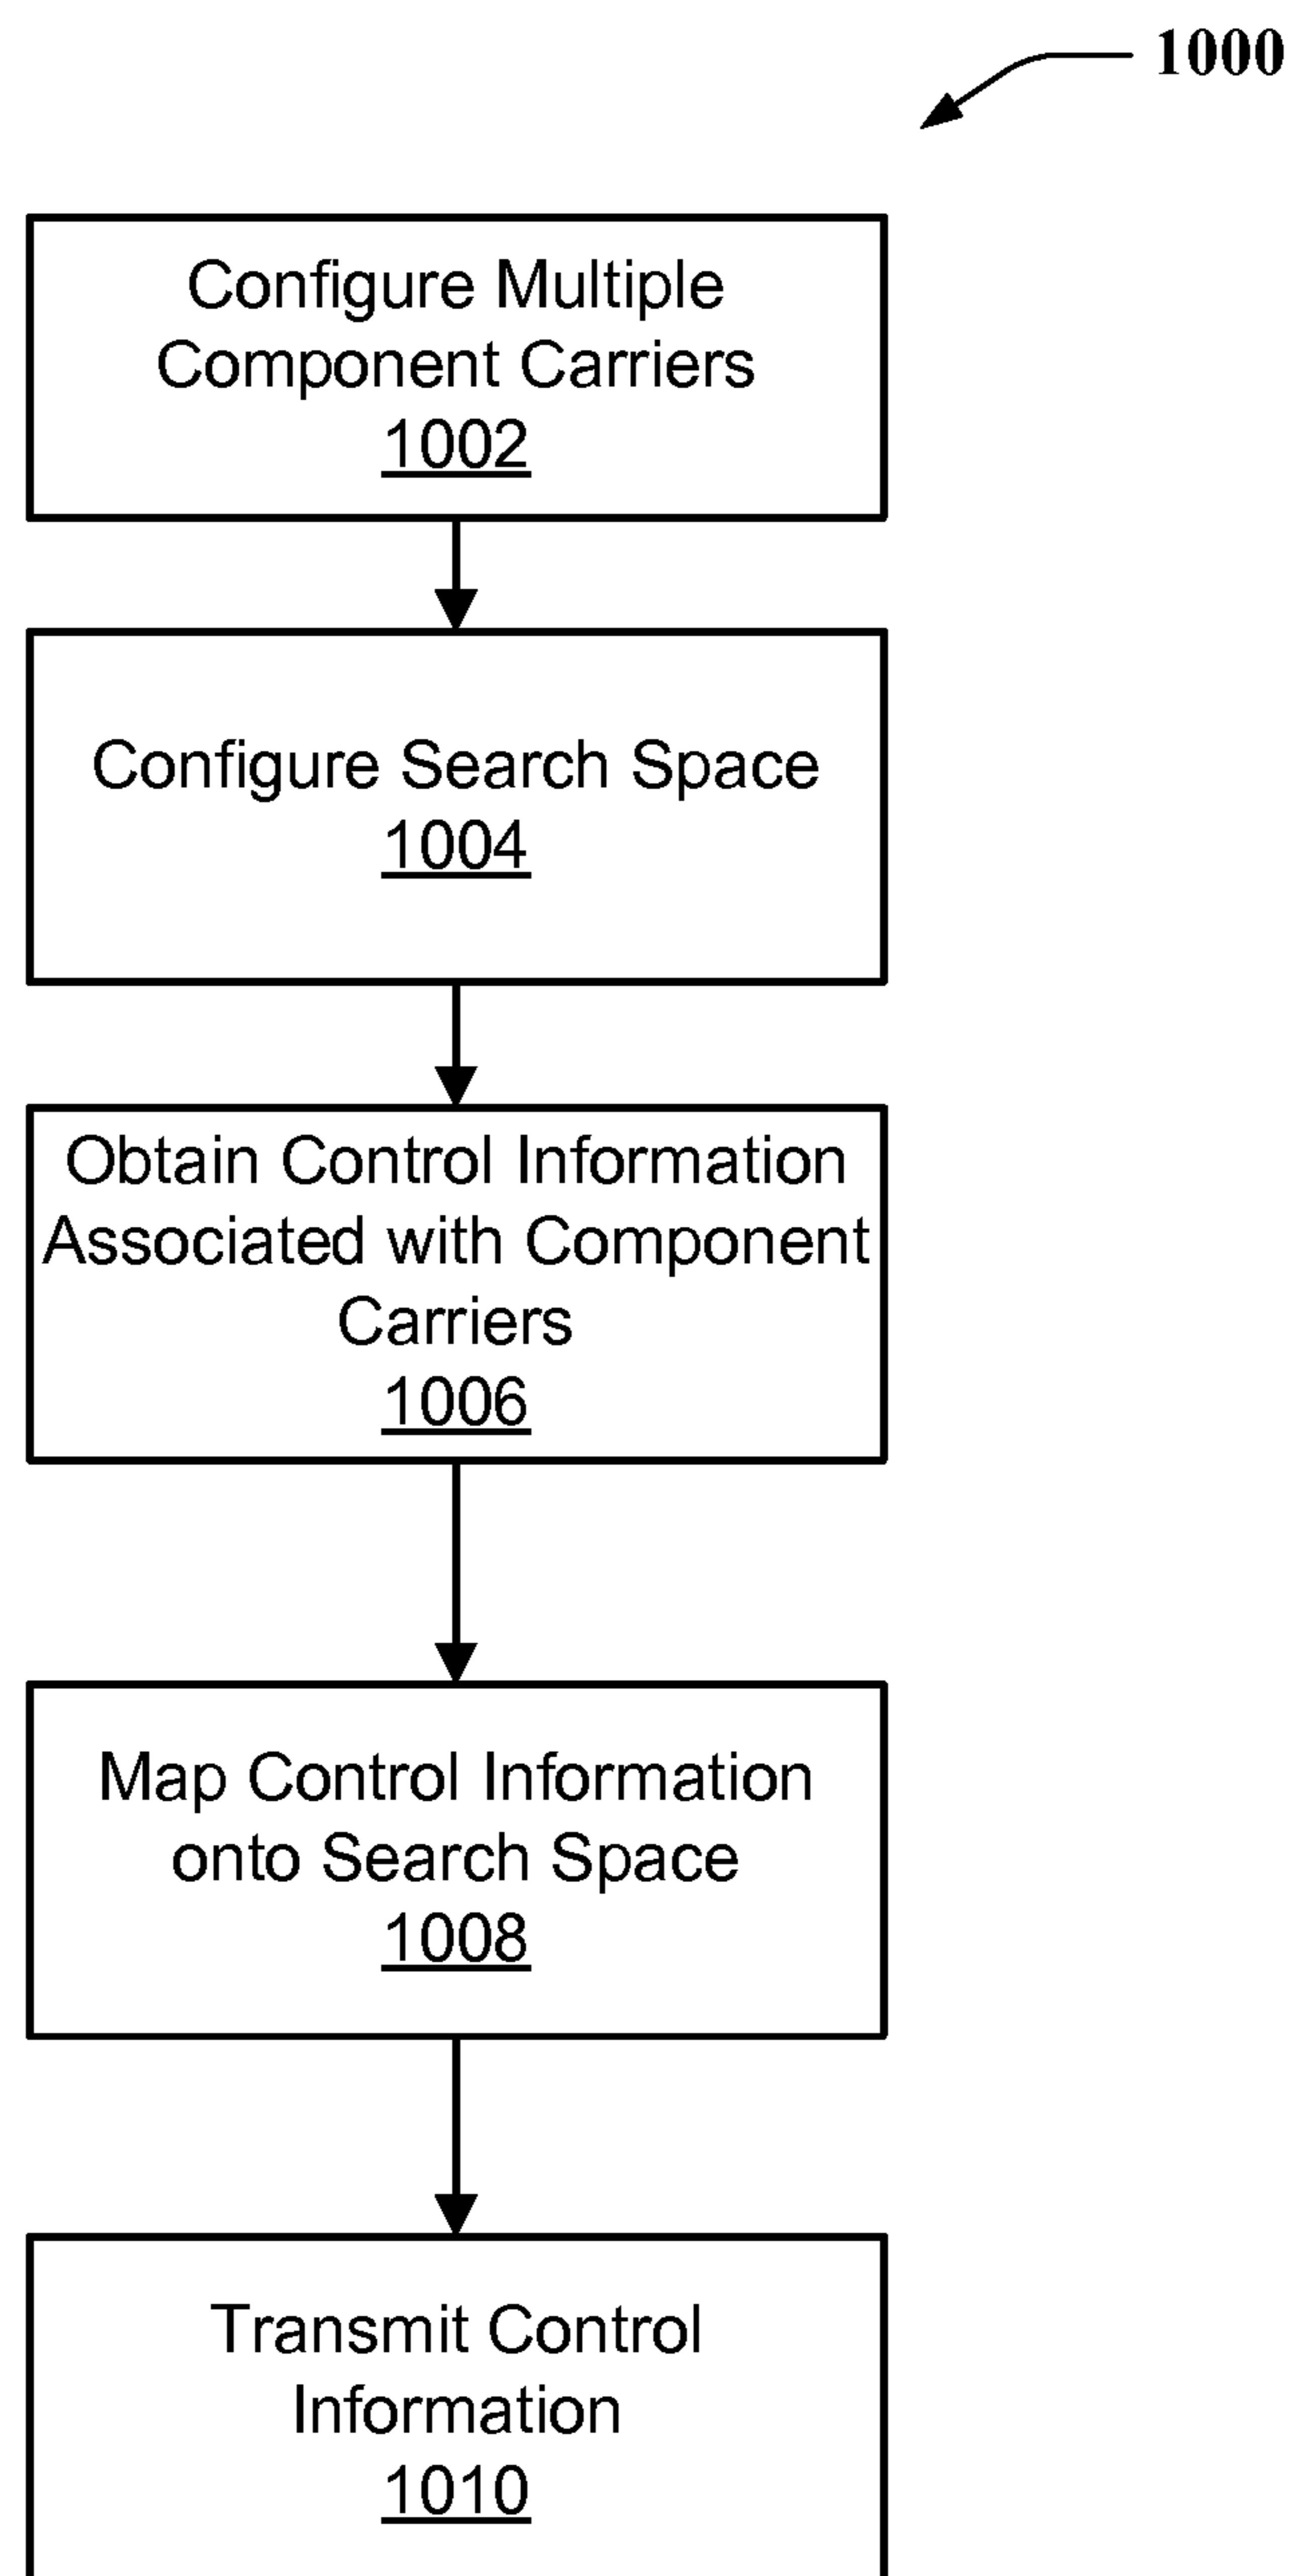 1000
Configure Multiple
Component Carriers
1002
Configure Search Space
1004
Obtain Control Information
Associated with Component
Carriers
1006
Map Control Information
onto Search Space
1008
Transmit Control
Information
1010